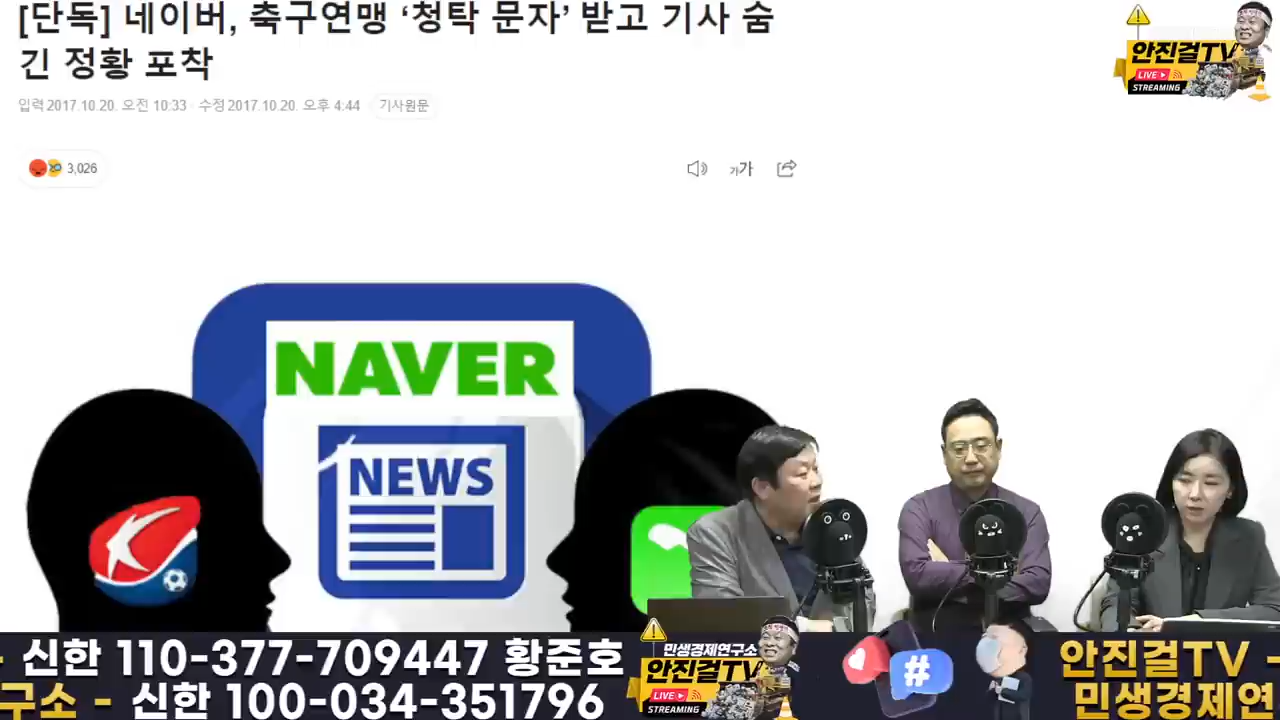 [단독] 네이버, 축구연맹 ‘청탁 문자’ 받고 기사 숨
긴 정황 포착
입력 2017.10.20. 오전 10:33 · 수정 2017.10.20. 오후 4:44 기사원문
3,026
가가
안진걸TV
LIVE
STREAMING
NAVER
NEWS
K
신한 110-377-709447 황준호
구소 - 신한 100-034-351796
민생경제연구소
안진걸TV
LIVE
STREAMING
#
안진걸TV -
민생경제연